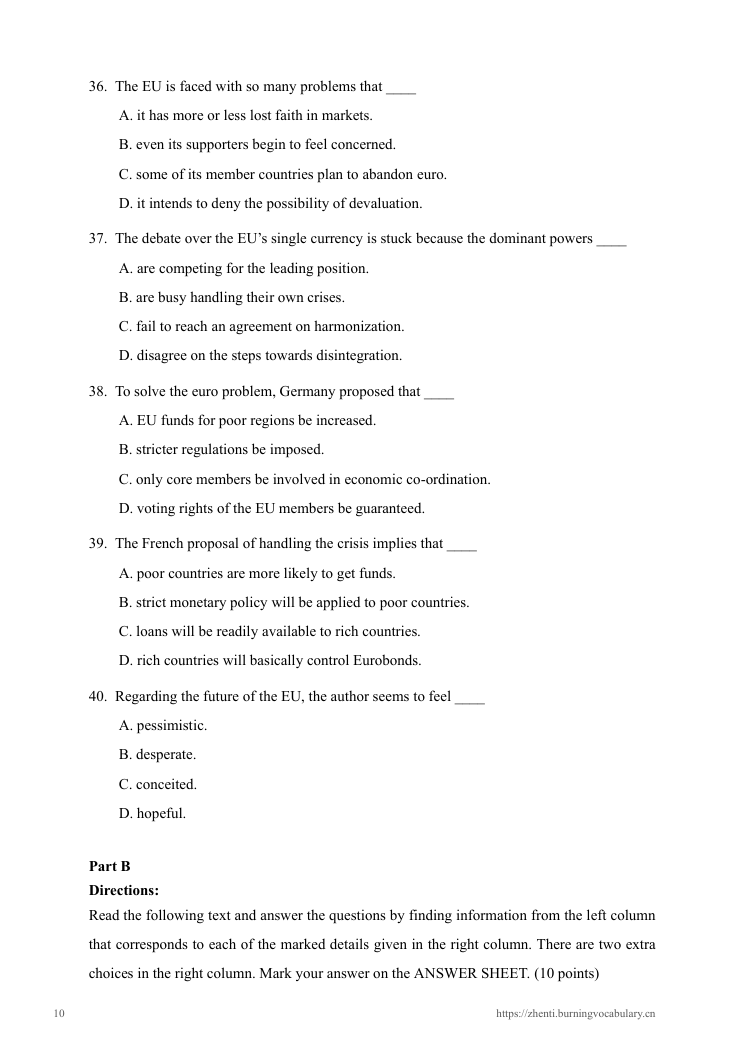 36. The EU is faced with so many problems that ____
A. it has more or less lost faith in markets.
B. even its supporters begin to feel concerned.
C. some of its member countries plan to abandon euro.
D. it intends to deny the possibility of devaluation.
37. The debate over the EU’s single currency is stuck because the dominant powers ____
A. are competing for the leading position.
B. are busy handling their own crises.
C. fail to reach an agreement on harmonization.
D. disagree on the steps towards disintegration.
38. To solve the euro problem, Germany proposed that ____
A. EU funds for poor regions be increased.
B. stricter regulations be imposed.
C. only core members be involved in economic co-ordination.
D. voting rights of the EU members be guaranteed.
39. The French proposal of handling the crisis implies that ____
A. poor countries are more likely to get funds.
B. strict monetary policy will be applied to poor countries.
C. loans will be readily available to rich countries.
D. rich countries will basically control Eurobonds.
40. Regarding the future of the EU, the author seems to feel ____
A. pessimistic.
B. desperate.
C. conceited.
D. hopeful.
Part B
Directions:
Read the following text and answer the questions by finding information from the left column
that corresponds to each of the marked details given in the right column. There are two extra
choices in the right column. Mark your answer on the ANSWER SHEET. (10 points)
10 https://zhenti.burningvocabulary.cn